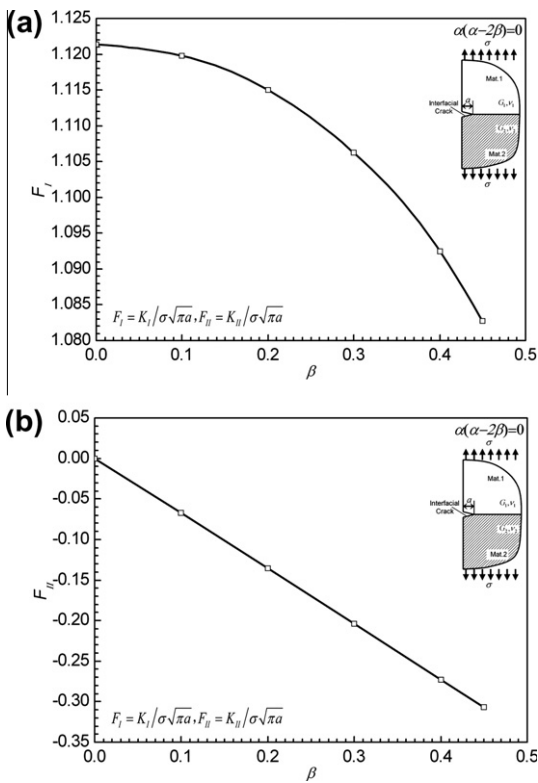 (a)
α(α−2β)=0
σ
Mat.1
Interfacial Crack
a
G₁,ν₁
G₂,ν₂
Mat.2
σ
1.125
1.120
1.115
1.110
1.105
1.100
1.095
1.090
1.085
1.080
F_I
F_I = K_I/σ√πa, F_II = K_II/σ√πa
0.0 0.1 0.2 0.3 0.4 0.5
β
(b)
α(α−2β)=0
σ
Mat.1
Interfacial Crack
a
G₁,ν₁
G₂,ν₂
Mat.2
σ
0.05
0.00
-0.05
-0.10
-0.15
-0.20
-0.25
-0.30
-0.35
F_II
F_I = K_I/σ√πa, F_II = K_II/σ√πa
0.0 0.1 0.2 0.3 0.4 0.5
β